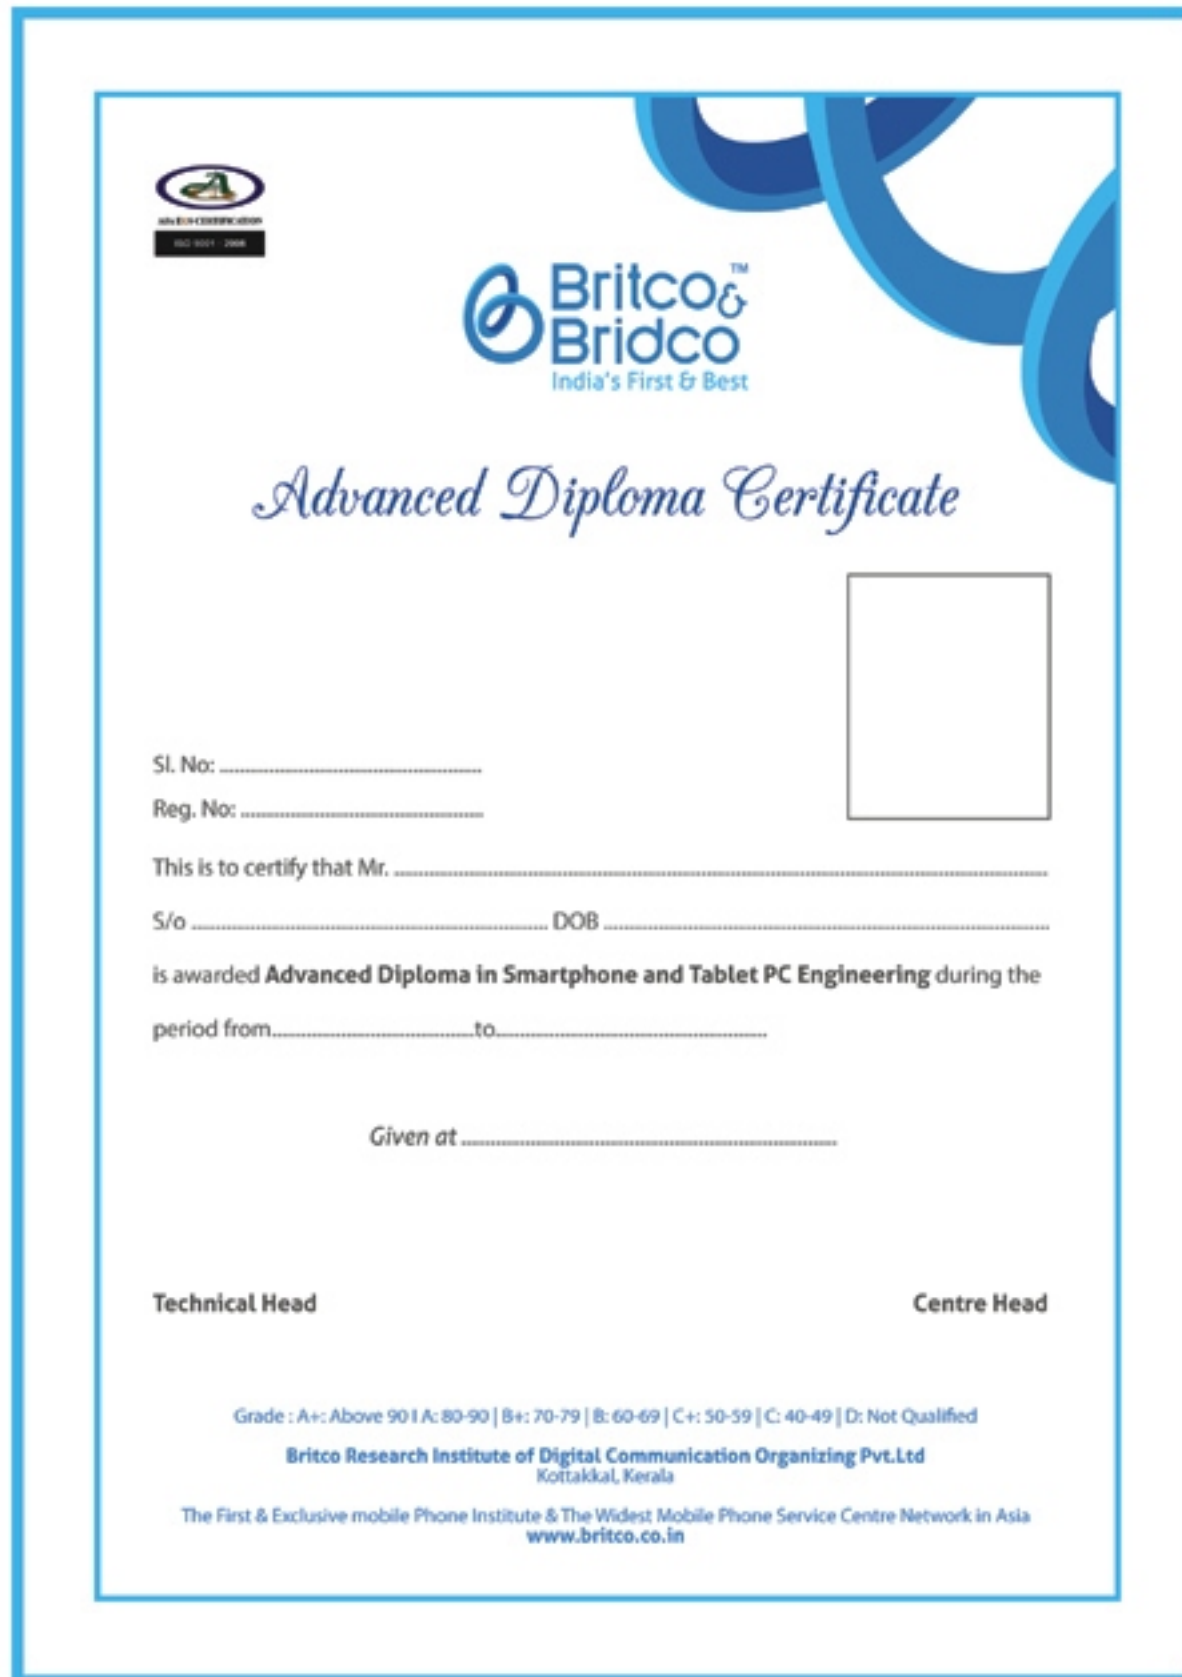 ISO 9001 : 2008
Britco &™
Bridco
India's First & Best
Advanced Diploma Certificate
Sl. No: ........................................
Reg. No: ........................................
This is to certify that Mr. ........................................
S/o ........................................ DOB ........................................
is awarded Advanced Diploma in Smartphone and Tablet PC Engineering during the
period from........................................to........................................
Given at ........................................
Technical Head
Centre Head
Grade : A+: Above 90 I A: 80-90 | B+: 70-79 | B: 60-69 | C+: 50-59 | C: 40-49 | D: Not Qualified
Britco Research Institute of Digital Communication Organizing Pvt.Ltd
Kottakkal, Kerala
The First & Exclusive mobile Phone Institute & The Widest Mobile Phone Service Centre Network in Asia
www.britco.co.in